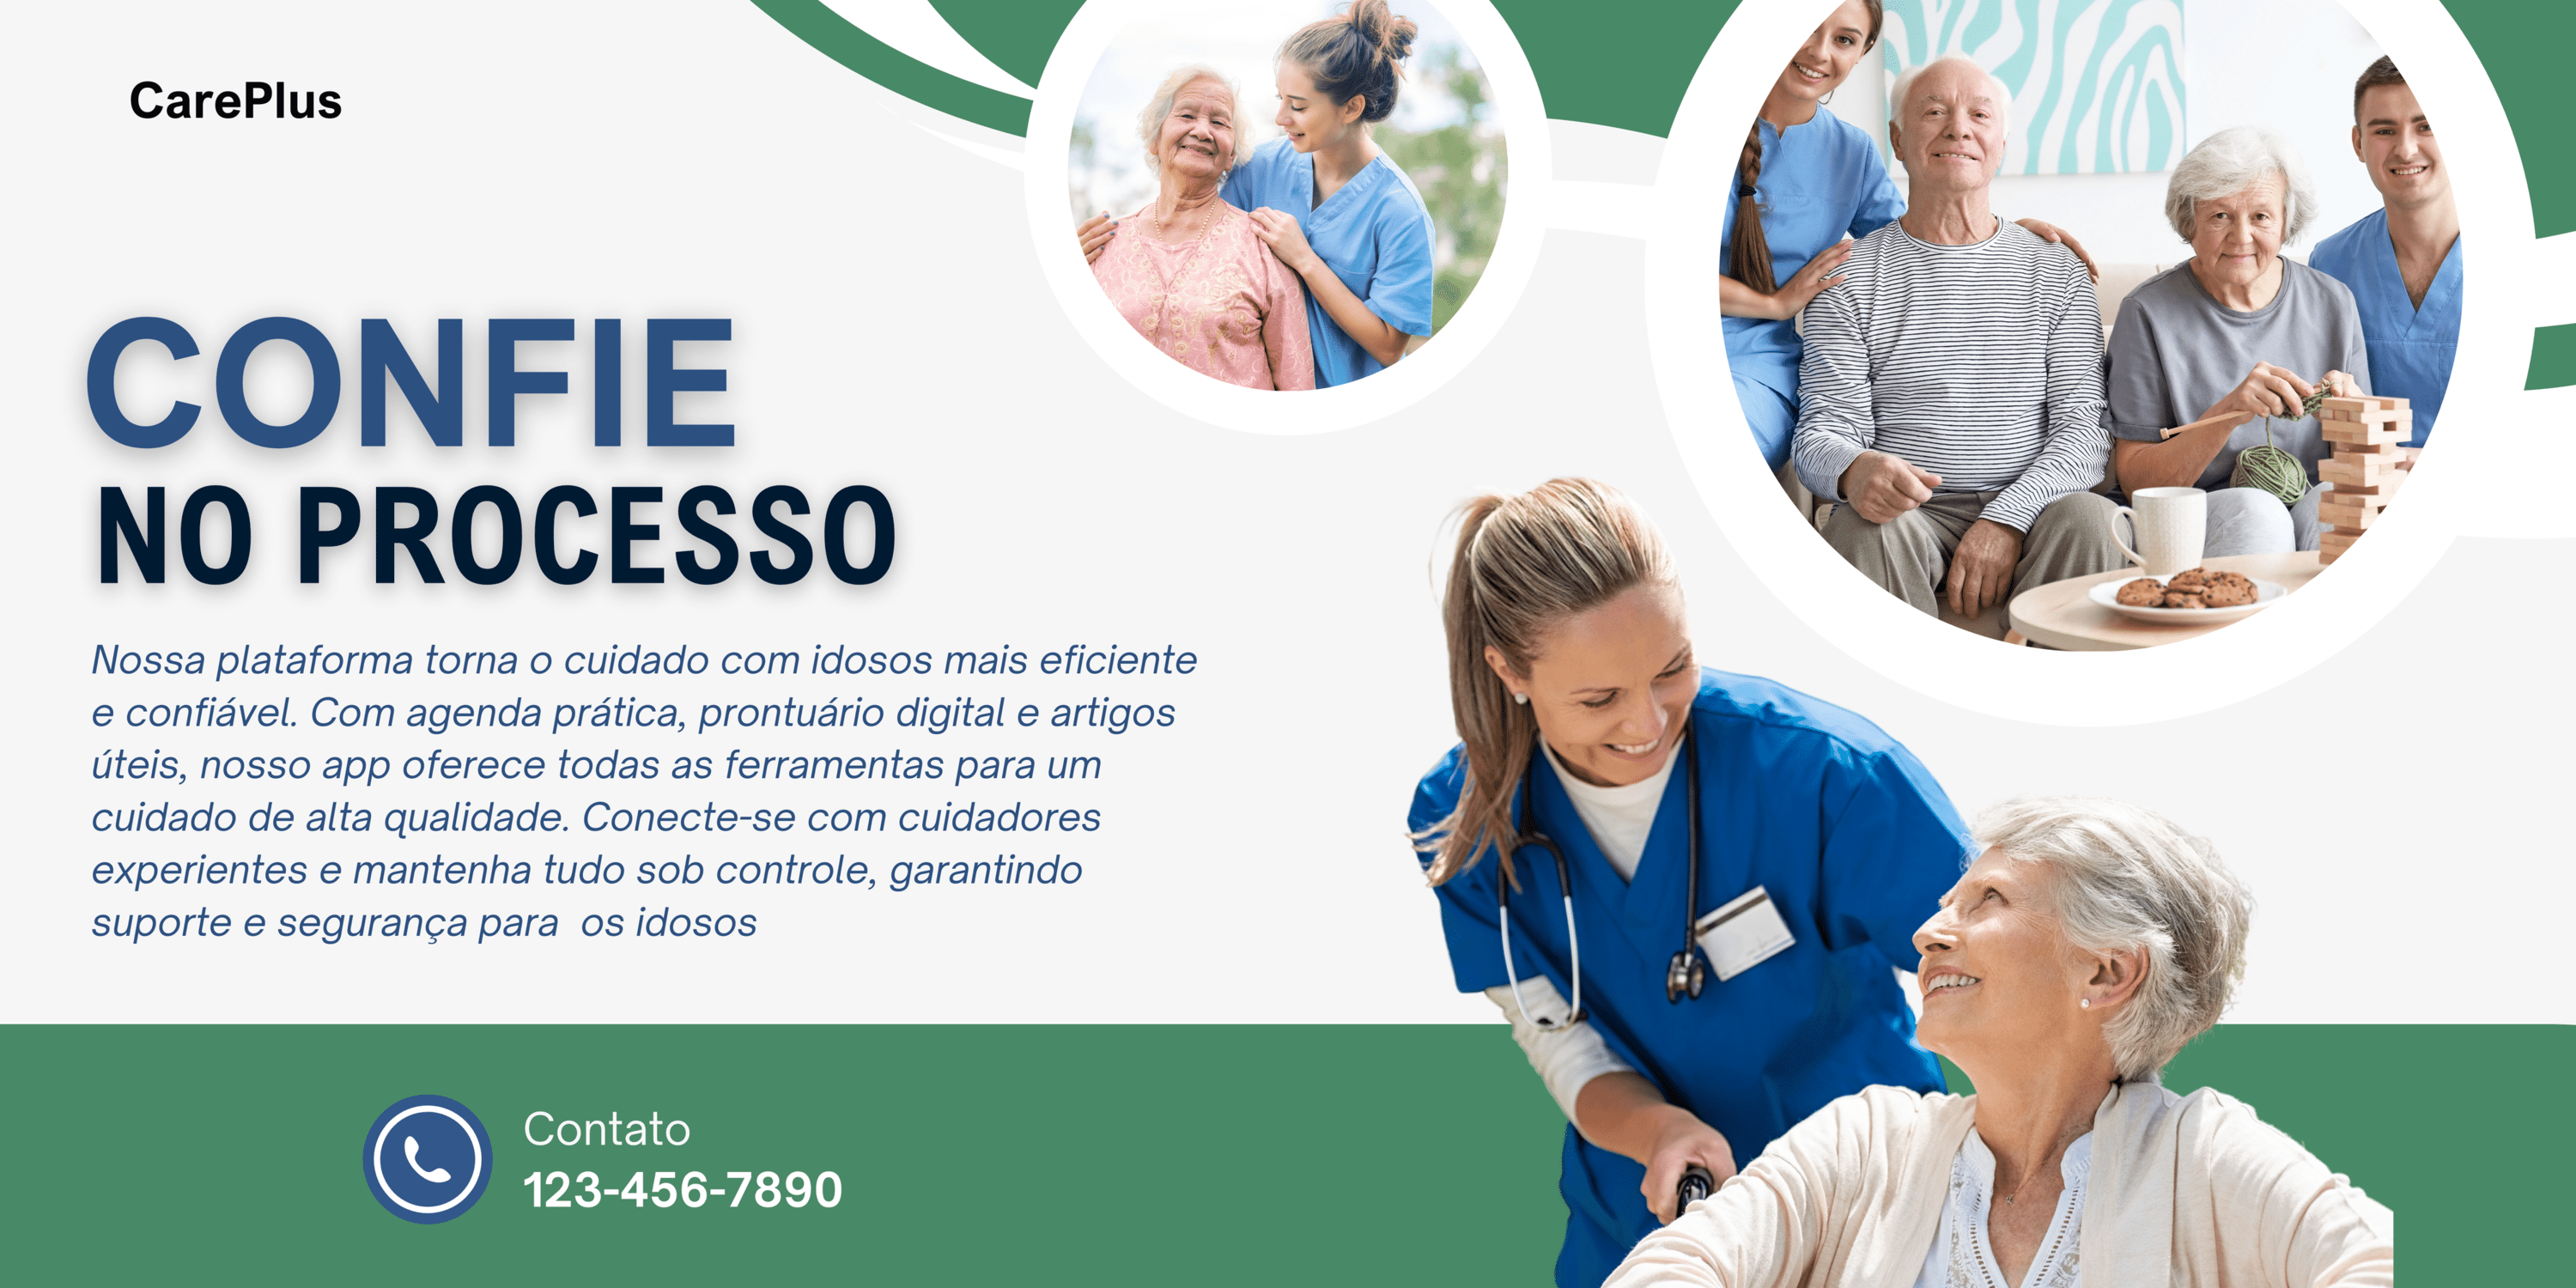 CarePlus
CONFIE
NO PROCESSO
Nossa plataforma torna o cuidado com idosos mais eficiente
e confiável. Com agenda prática, prontuário digital e artigos
úteis, nosso app oferece todas as ferramentas para um
cuidado de alta qualidade. Conecte-se com cuidadores
experientes e mantenha tudo sob controle, garantindo
suporte e segurança para  os idosos
Contato
123-456-7890